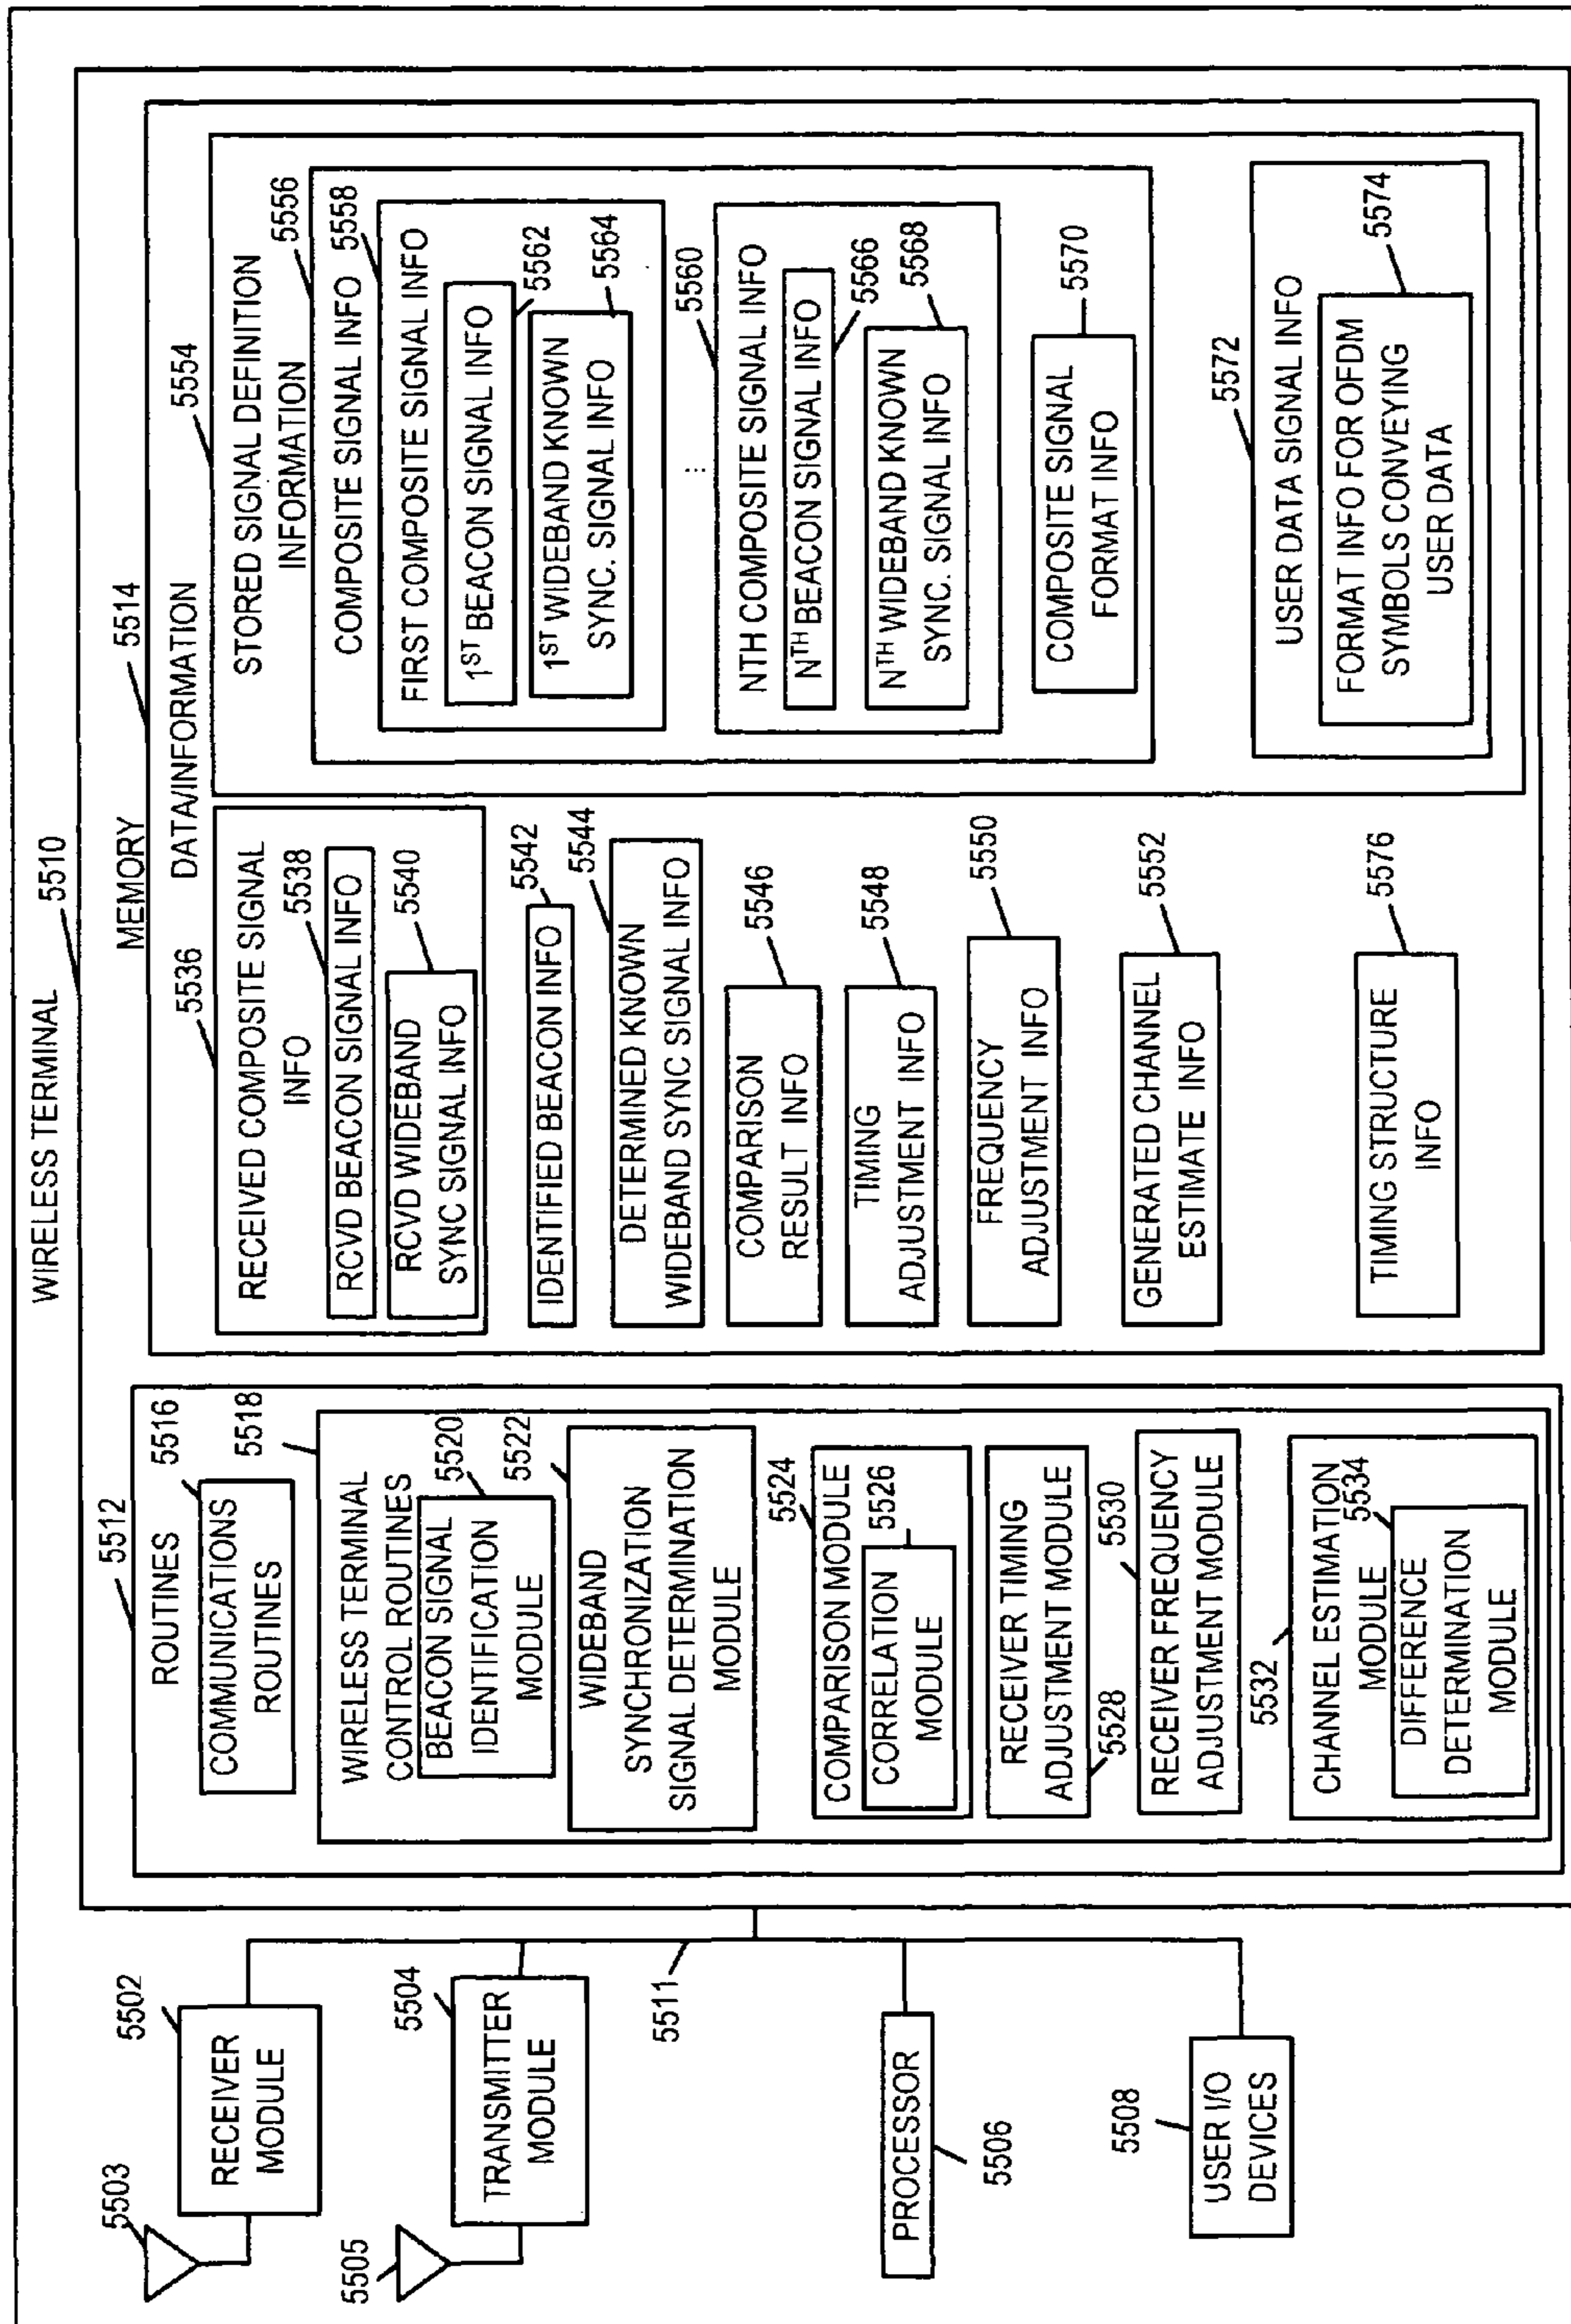 WIRELESS TERMINAL
5510
5503
5502
RECEIVER
MODULE
5505
5504
TRANSMITTER
MODULE
5511
PROCESSOR
5506
5508
USER I/O
DEVICES
MEMORY
5512
ROUTINES
5516
COMMUNICATIONS
ROUTINES
5518
WIRELESS TERMINAL
CONTROL ROUTINES
5520
BEACON SIGNAL
IDENTIFICATION
MODULE
5522
WIDEBAND
SYNCHRONIZATION
SIGNAL DETERMINATION
MODULE
5524
COMPARISON MODULE
5526
CORRELATION
MODULE
RECEIVER TIMING
ADJUSTMENT MODULE
5528
5530
RECEIVER FREQUENCY
ADJUSTMENT MODULE
5532
CHANNEL ESTIMATION
MODULE
5534
DIFFERENCE
DETERMINATION
MODULE
5514
DATA/INFORMATION
5536
RECEIVED COMPOSITE SIGNAL
INFO
5538
RCVD BEACON SIGNAL INFO
5540
RCVD WIDEBAND
SYNC SIGNAL INFO
5542
IDENTIFIED BEACON INFO
5544
DETERMINED KNOWN
WIDEBAND SYNC SIGNAL INFO
5546
COMPARISON
RESULT INFO
5548
TIMING
ADJUSTMENT INFO
5550
FREQUENCY
ADJUSTMENT INFO
5552
GENERATED CHANNEL
ESTIMATE INFO
5576
TIMING STRUCTURE
INFO
5554
STORED SIGNAL DEFINITION
INFORMATION
5556
COMPOSITE SIGNAL INFO
5558
FIRST COMPOSITE SIGNAL INFO
5562
1ST BEACON SIGNAL INFO
5564
1ST WIDEBAND KNOWN
SYNC. SIGNAL INFO
...
5560
NTH COMPOSITE SIGNAL INFO
5566
NTH BEACON SIGNAL INFO
5568
NTH WIDEBAND KNOWN
SYNC. SIGNAL INFO
5570
COMPOSITE SIGNAL
FORMAT INFO
5572
USER DATA SIGNAL INFO
5574
FORMAT INFO FOR OFDM
SYMBOLS CONVEYING
USER DATA